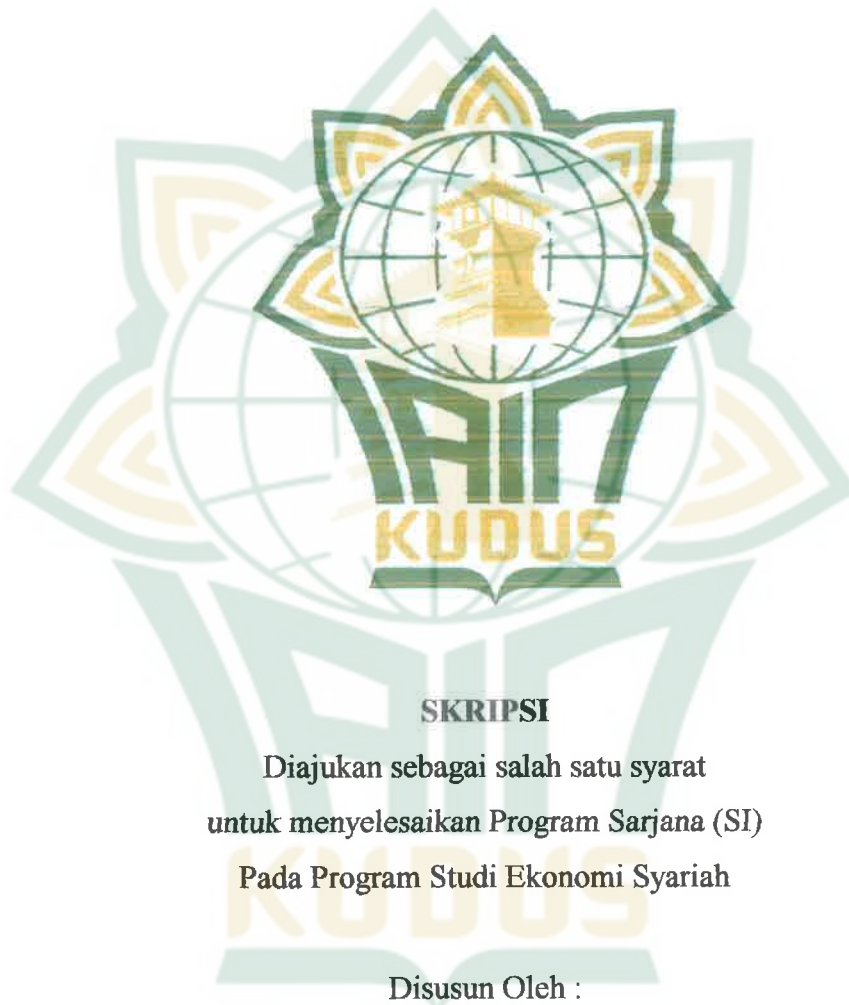 IAIN
KUDUS
SKRIPSI
Diajukan sebagai salah satu syarat
untuk menyelesaikan Program Sarjana (SI)
Pada Program Studi Ekonomi Syariah
Disusun Oleh :